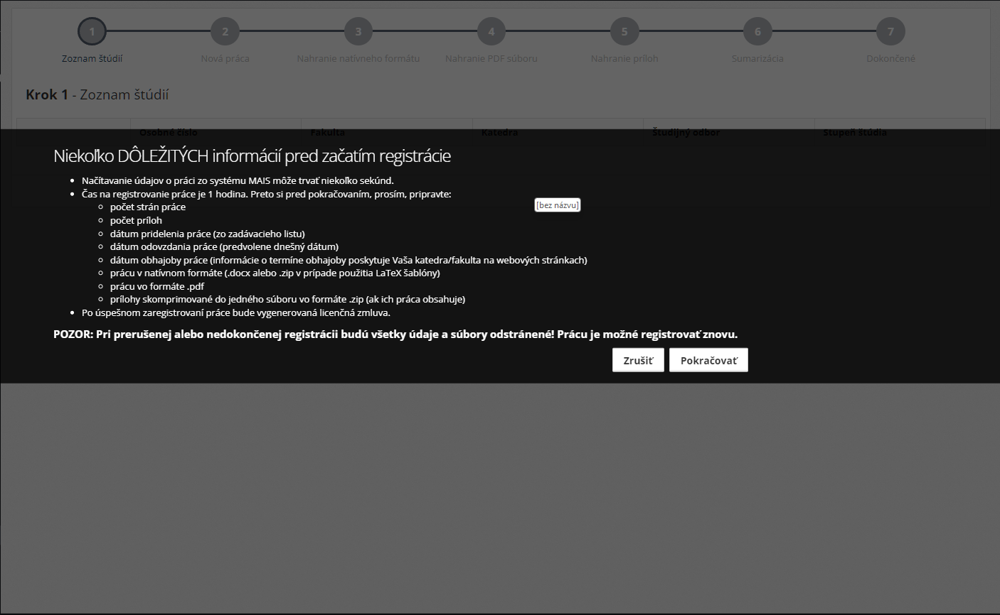 1 2 3 4 5 6 7
Zoznam štúdií Nová práca Nahranie natívneho formátu Nahranie PDF súboru Nahranie príloh Sumarizácia Dokončené
Krok 1 - Zoznam štúdií
Osobné číslo Fakulta Katedra Študijný odbor Stupeň štúdia
Niekoľko DÔLEŽITÝCH informácií pred začatím registrácie
Načítavanie údajov o práci zo systému MAIS môže trvať niekoľko sekúnd.
Čas na registrovanie práce je 1 hodina. Preto si pred pokračovaním, prosím, pripravte:
[bez názvu]
počet strán práce
počet príloh
dátum pridelenia práce (zo zadávacieho listu)
dátum odovzdania práce (predvolene dnešný dátum)
dátum obhajoby práce (informácie o termíne obhajoby poskytuje Vaša katedra/fakulta na webových stránkach)
prácu v natívnom formáte (.docx alebo .zip v prípade použitia LaTeX šablóny)
prácu vo formáte .pdf
prílohy skomprimované do jedného súboru vo formáte .zip (ak ich práca obsahuje)
Po úspešnom zaregistrovaní práce bude vygenerovaná licenčná zmluva.
POZOR: Pri prerušenej alebo nedokončenej registrácii budú všetky údaje a súbory odstránené! Prácu je možné registrovať znovu.
Zrušiť Pokračovať